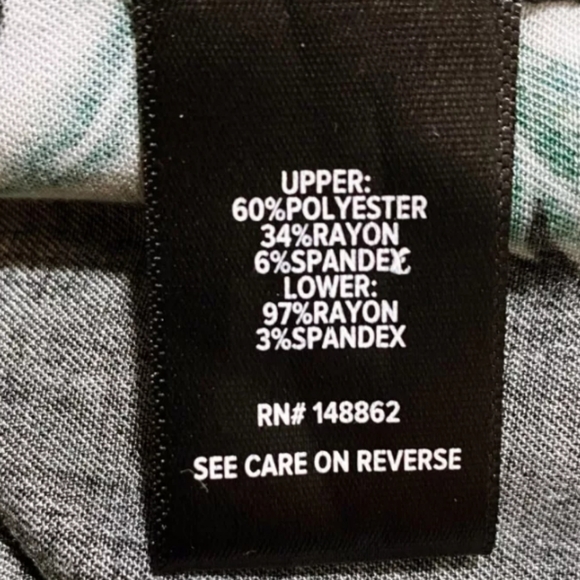 UPPER:
60%POLYESTER
34%RAYON
6%SPANDEX
LOWER:
97%RAYON
3%SPANDEX
RN# 148862
SEE CARE ON REVERSE